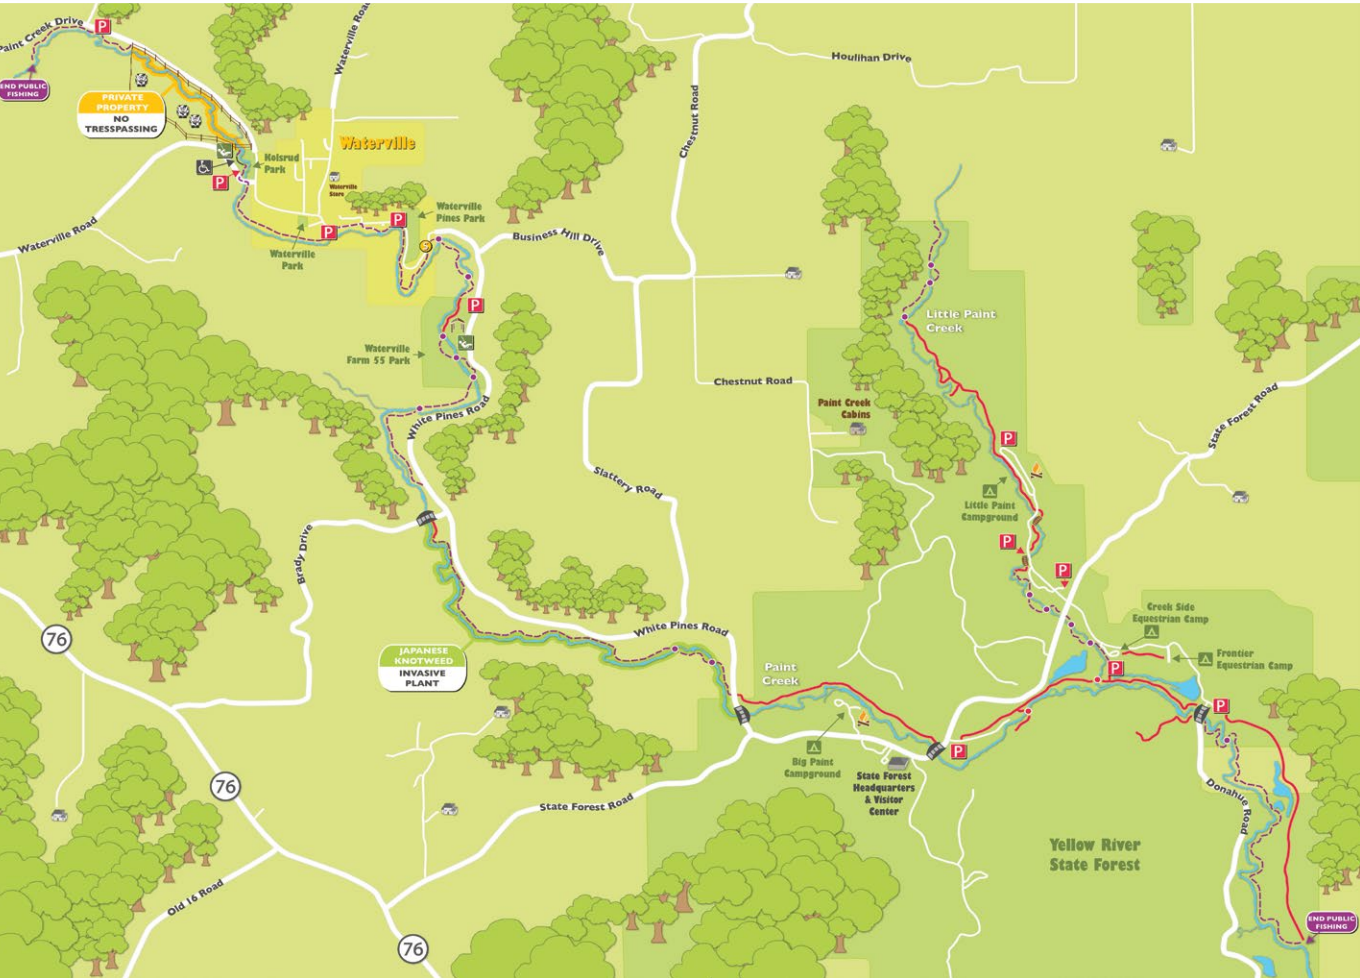 Paint Creek Drive
P
END PUBLIC
FISHING
PRIVATE
PROPERTY
NO
TRESSPASSING
Waterville Road
Houlihan Drive
Chestnut Road
Waterville
Kolsrud
Park
P
Waterville
Store
P
P
Waterville
Pines Park
Waterville
Park
Waterville Road
Business Hill Drive
P
Waterville
Farm 55 Park
Little Paint
Creek
Chestnut Road
Paint Creek
Cabins
White Pines Road
State Forest Road
P
Slattery Road
Little Paint
Campground
Brady Drive
P
P
76
JAPANESE
KNOTWEED
INVASIVE
PLANT
White Pines Road
Creek Side
Equestrian Camp
Frontier
Equestrian Camp
Paint
Creek
P
P
P
Big Paint
Campground
State Forest
Headquarters
& Visitor
Center
76
State Forest Road
Donahue Road
Yellow River
State Forest
Old 16 Road
76
END PUBLIC
FISHING